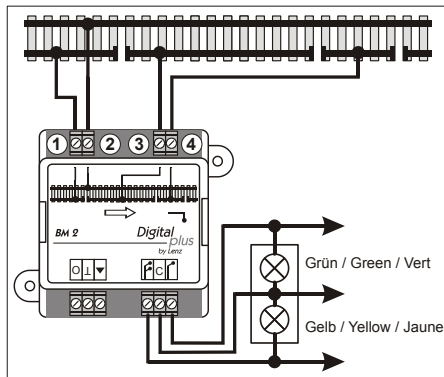 1 2 3 4
BM 2
Digital
plus
by Lenz
C
Grün / Green / Vert
Gelb / Yellow / Jaune